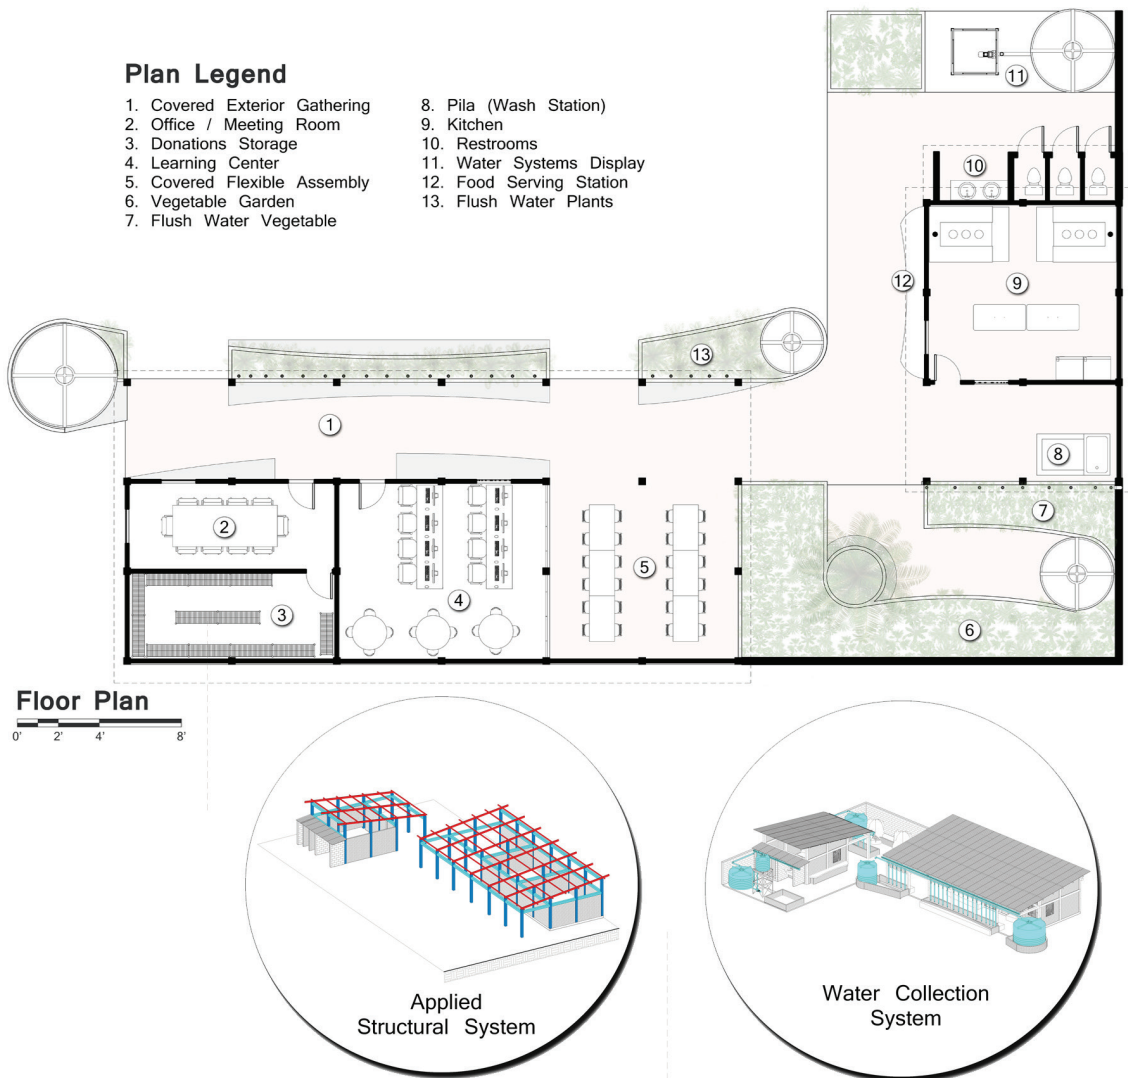 Plan Legend
1. Covered Exterior Gathering
2. Office / Meeting Room
3. Donations Storage
4. Learning Center
5. Covered Flexible Assembly
6. Vegetable Garden
7. Flush Water Vegetable
8. Pila (Wash Station)
9. Kitchen
10. Restrooms
11. Water Systems Display
12. Food Serving Station
13. Flush Water Plants
11
10
12
9
13
1
8
2
7
5
4
3
6
Floor Plan
0' 2' 4' 8'
Applied
Structural System
Water Collection
System